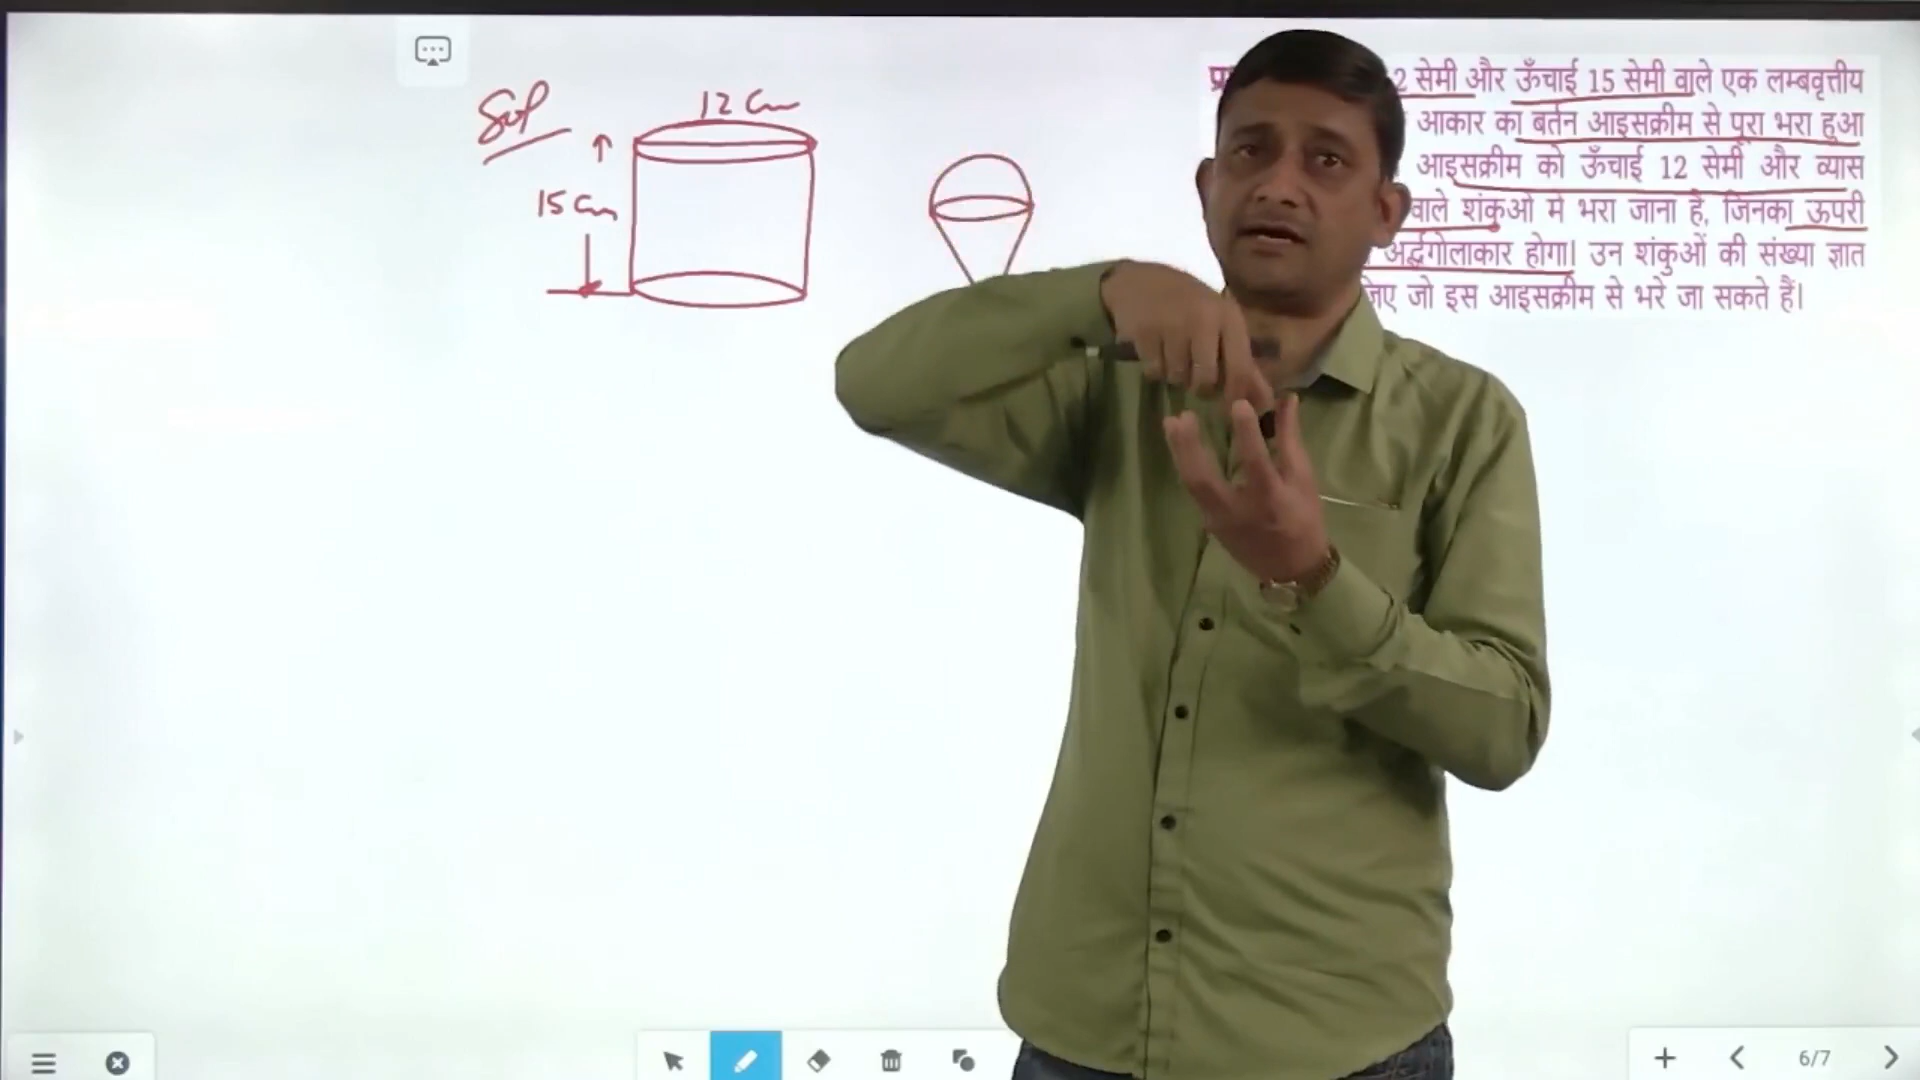 Sol
12 cm
15 cm
2 सेमी और ऊँचाई 15 सेमी वाले एक लम्बवृत्तीय
आकार का बर्तन आइसक्रीम से पूरा भरा हुआ
आइसक्रीम को ऊँचाई 12 सेमी और व्यास
वाले शंकुओं में भरा जाना है, जिनका ऊपरी
अर्द्धगोलाकार होगा। उन शंकुओं की संख्या ज्ञात
जिए जो इस आइसक्रीम से भरे जा सकते हैं।
6/7